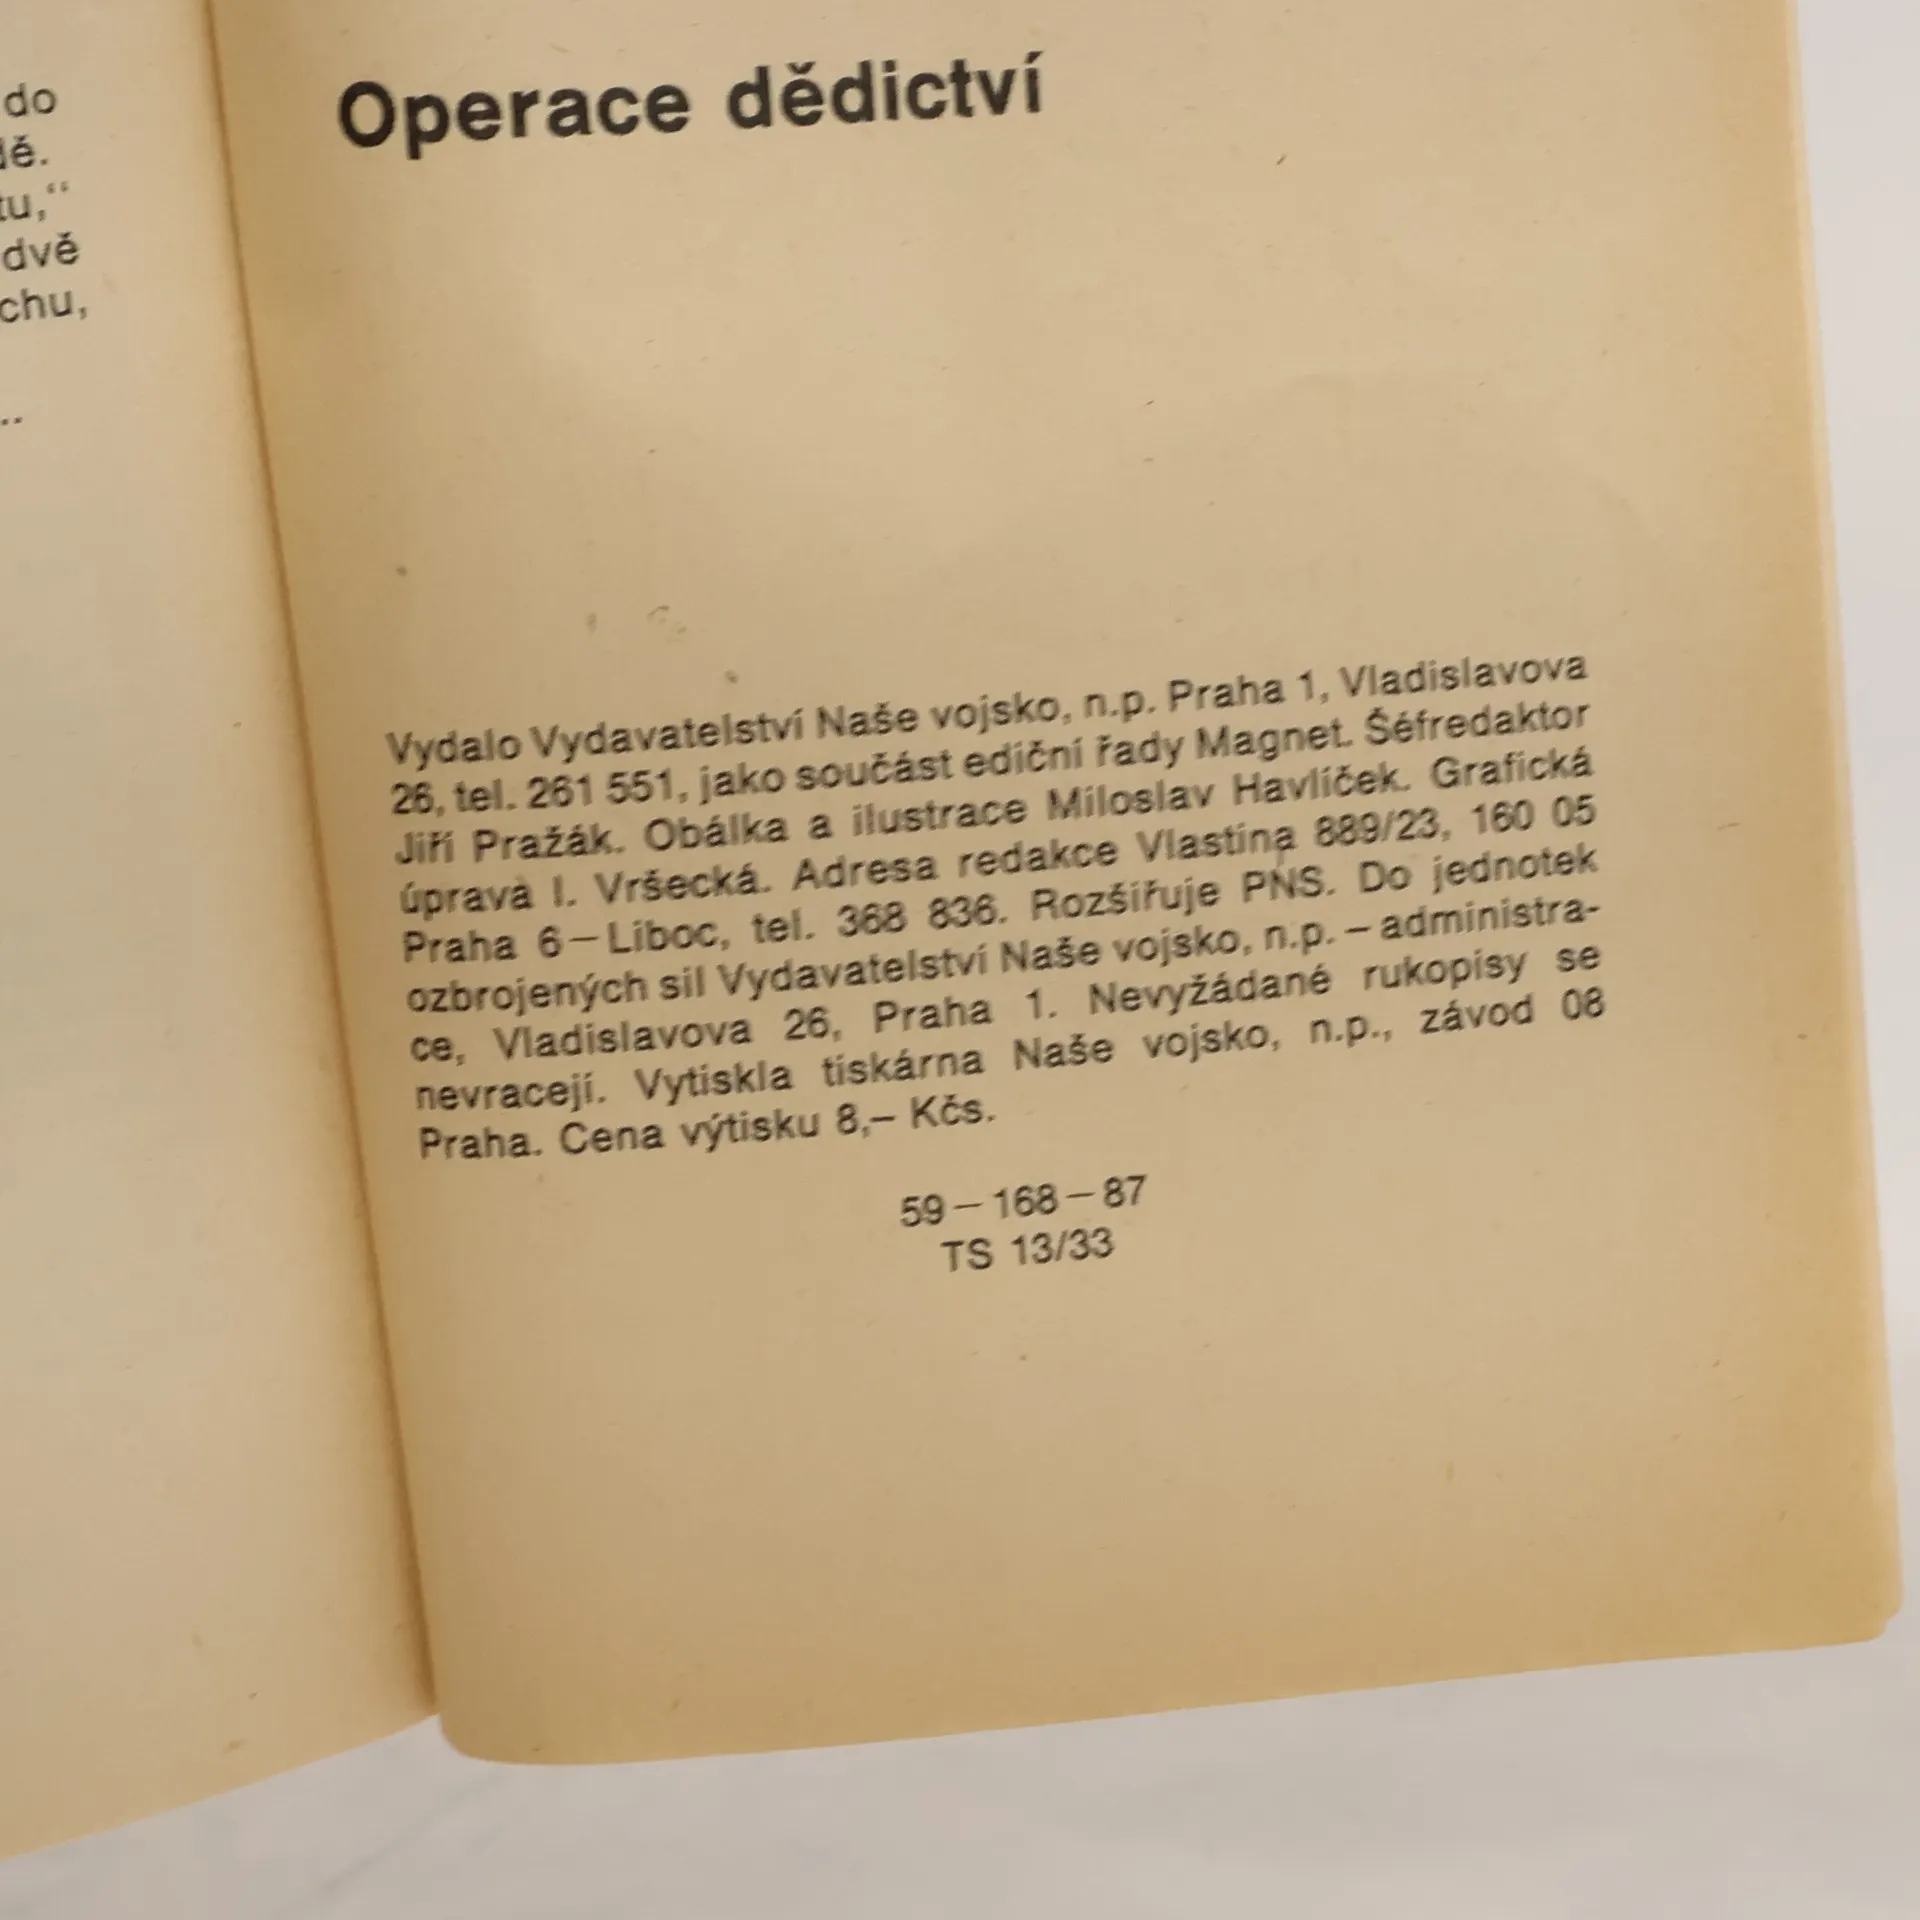 do
dě.
tu,“
dvě
chu,
..
Operace dědictví
Vydalo Vydavatelství Naše vojsko, n.p. Praha 1, Vladislavova
26, tel. 261 551, jako součást ediční řady Magnet. Šéfredaktor
Jiří Pražák. Obálka a ilustrace Miloslav Havlíček. Grafická
úprava I. Vršecká. Adresa redakce Vlastina 889/23, 160 05
Praha 6 – Liboc, tel. 368 836. Rozšiřuje PNS. Do jednotek
ozbrojených sil Vydavatelství Naše vojsko, n.p. – administra-
ce, Vladislavova 26, Praha 1. Nevyžádané rukopisy se
nevracejí. Vytiskla tiskárna Naše vojsko, n.p., závod 08
Praha. Cena výtisku 8,– Kčs.
59 – 168 – 87
TS 13/33